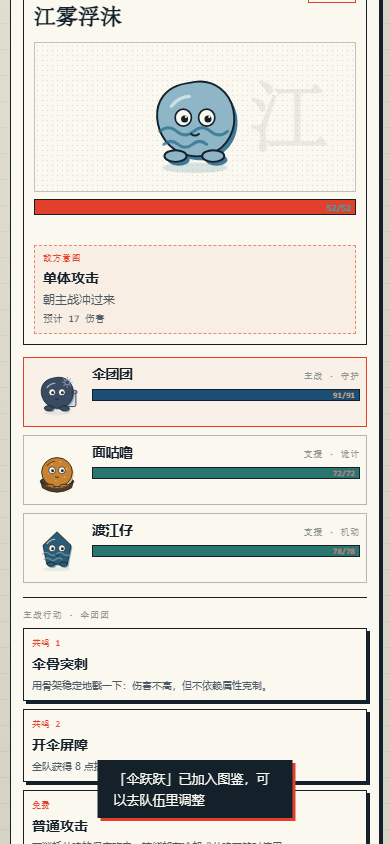 江雾浮沫
江
52/52
敌方意图
单体攻击
朝主战冲过来
预计 17 伤害
伞团团
主战 · 守护
91/91
面咕噜
支援 · 诡计
72/72
渡江仔
支援 · 机动
78/78
主战行动 · 伞团团
共鸣 1
伞骨突刺
用骨架稳定地戳一下：伤害不高，但不依赖属性克制。
共鸣 2
开伞屏障
全队获得 8 点
「伞跃跃」已加入图鉴，可
以去队伍里调整
免费
普通攻击